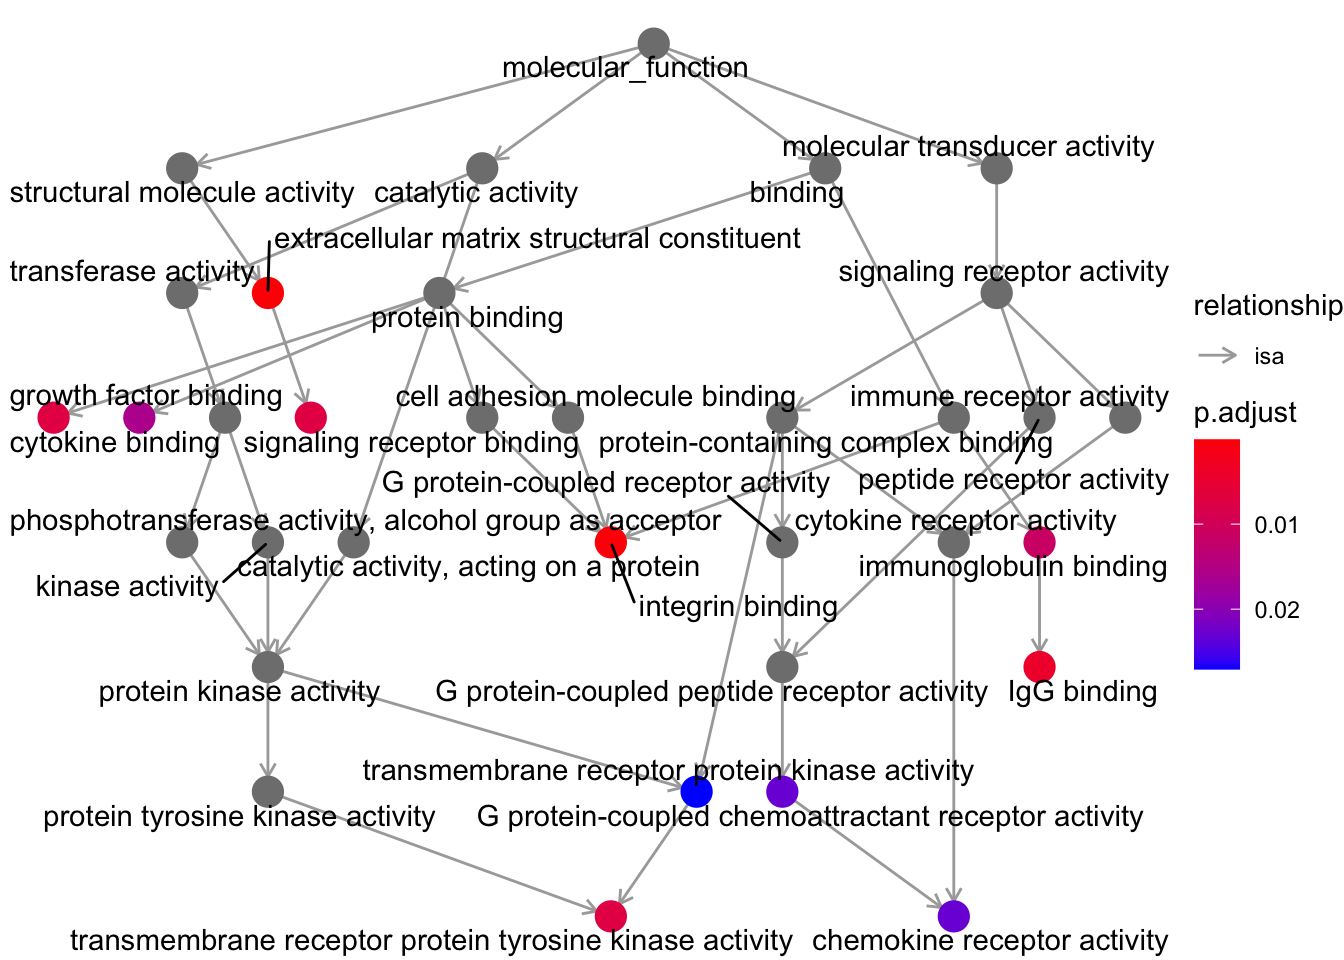 molecular_function
molecular transducer activity
structural molecule activity
catalytic activity
binding
extracellular matrix structural constituent
transferase activity
signaling receptor activity
protein binding
relationship
isa
growth factor binding
cell adhesion molecule binding
immune receptor activity
p.adjust
cytokine binding
signaling receptor binding
protein-containing complex binding
G protein-coupled receptor activity
peptide receptor activity
phosphotransferase activity, alcohol group as acceptor
cytokine receptor activity
0.01
catalytic activity, acting on a protein
immunoglobulin binding
kinase activity
integrin binding
0.02
protein kinase activity
G protein-coupled peptide receptor activity
IgG binding
transmembrane receptor protein kinase activity
protein tyrosine kinase activity
G protein-coupled chemoattractant receptor activity
transmembrane receptor protein tyrosine kinase activity
chemokine receptor activity